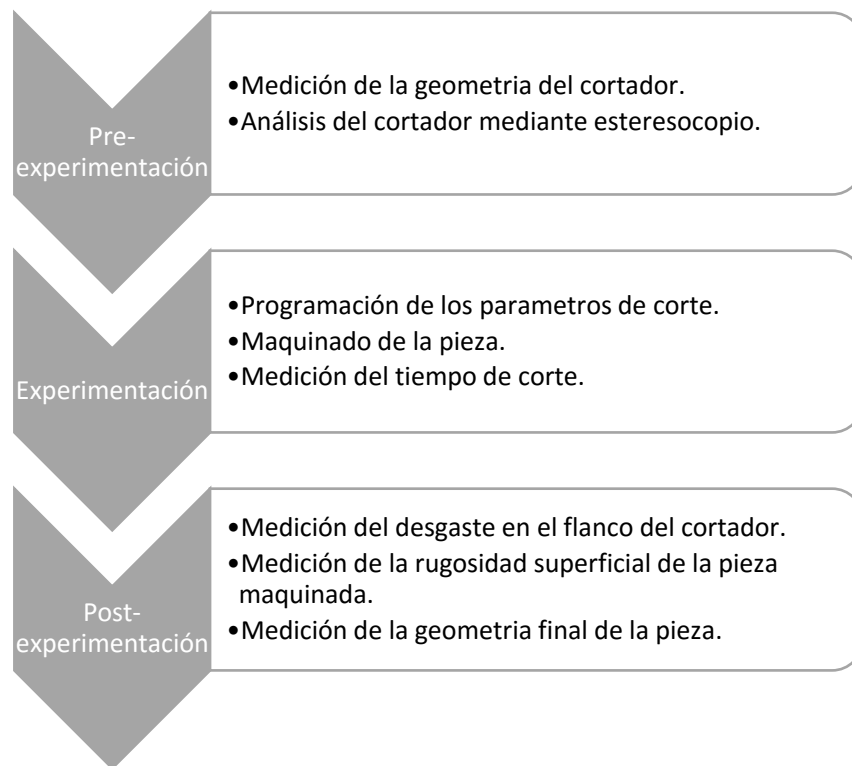 Pre-
experimentación
•Medición de la geometria del cortador.
•Análisis del cortador mediante esteresocopio.
Experimentación
•Programación de los parametros de corte.
•Maquinado de la pieza.
•Medición del tiempo de corte.
Post-
experimentación
•Medición del desgaste en el flanco del cortador.
•Medición de la rugosidad superficial de la pieza
maquinada.
•Medición de la geometria final de la pieza.